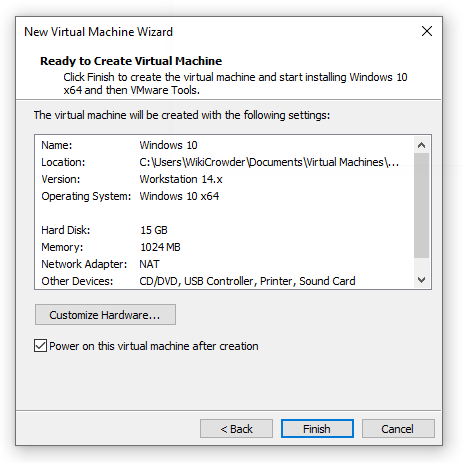 New Virtual Machine Wizard
Ready to Create Virtual Machine
Click Finish to create the virtual machine and start installing Windows 10
x64 and then VMware Tools.
The virtual machine will be created with the following settings:
Name: Windows 10
Location: C:\Users\WikiCrowder\Documents\Virtual Machines\...
Version: Workstation 14.x
Operating System: Windows 10 x64
Hard Disk: 15 GB
Memory: 1024 MB
Network Adapter: NAT
Other Devices: CD/DVD, USB Controller, Printer, Sound Card
Customize Hardware...
Power on this virtual machine after creation
< Back Finish Cancel